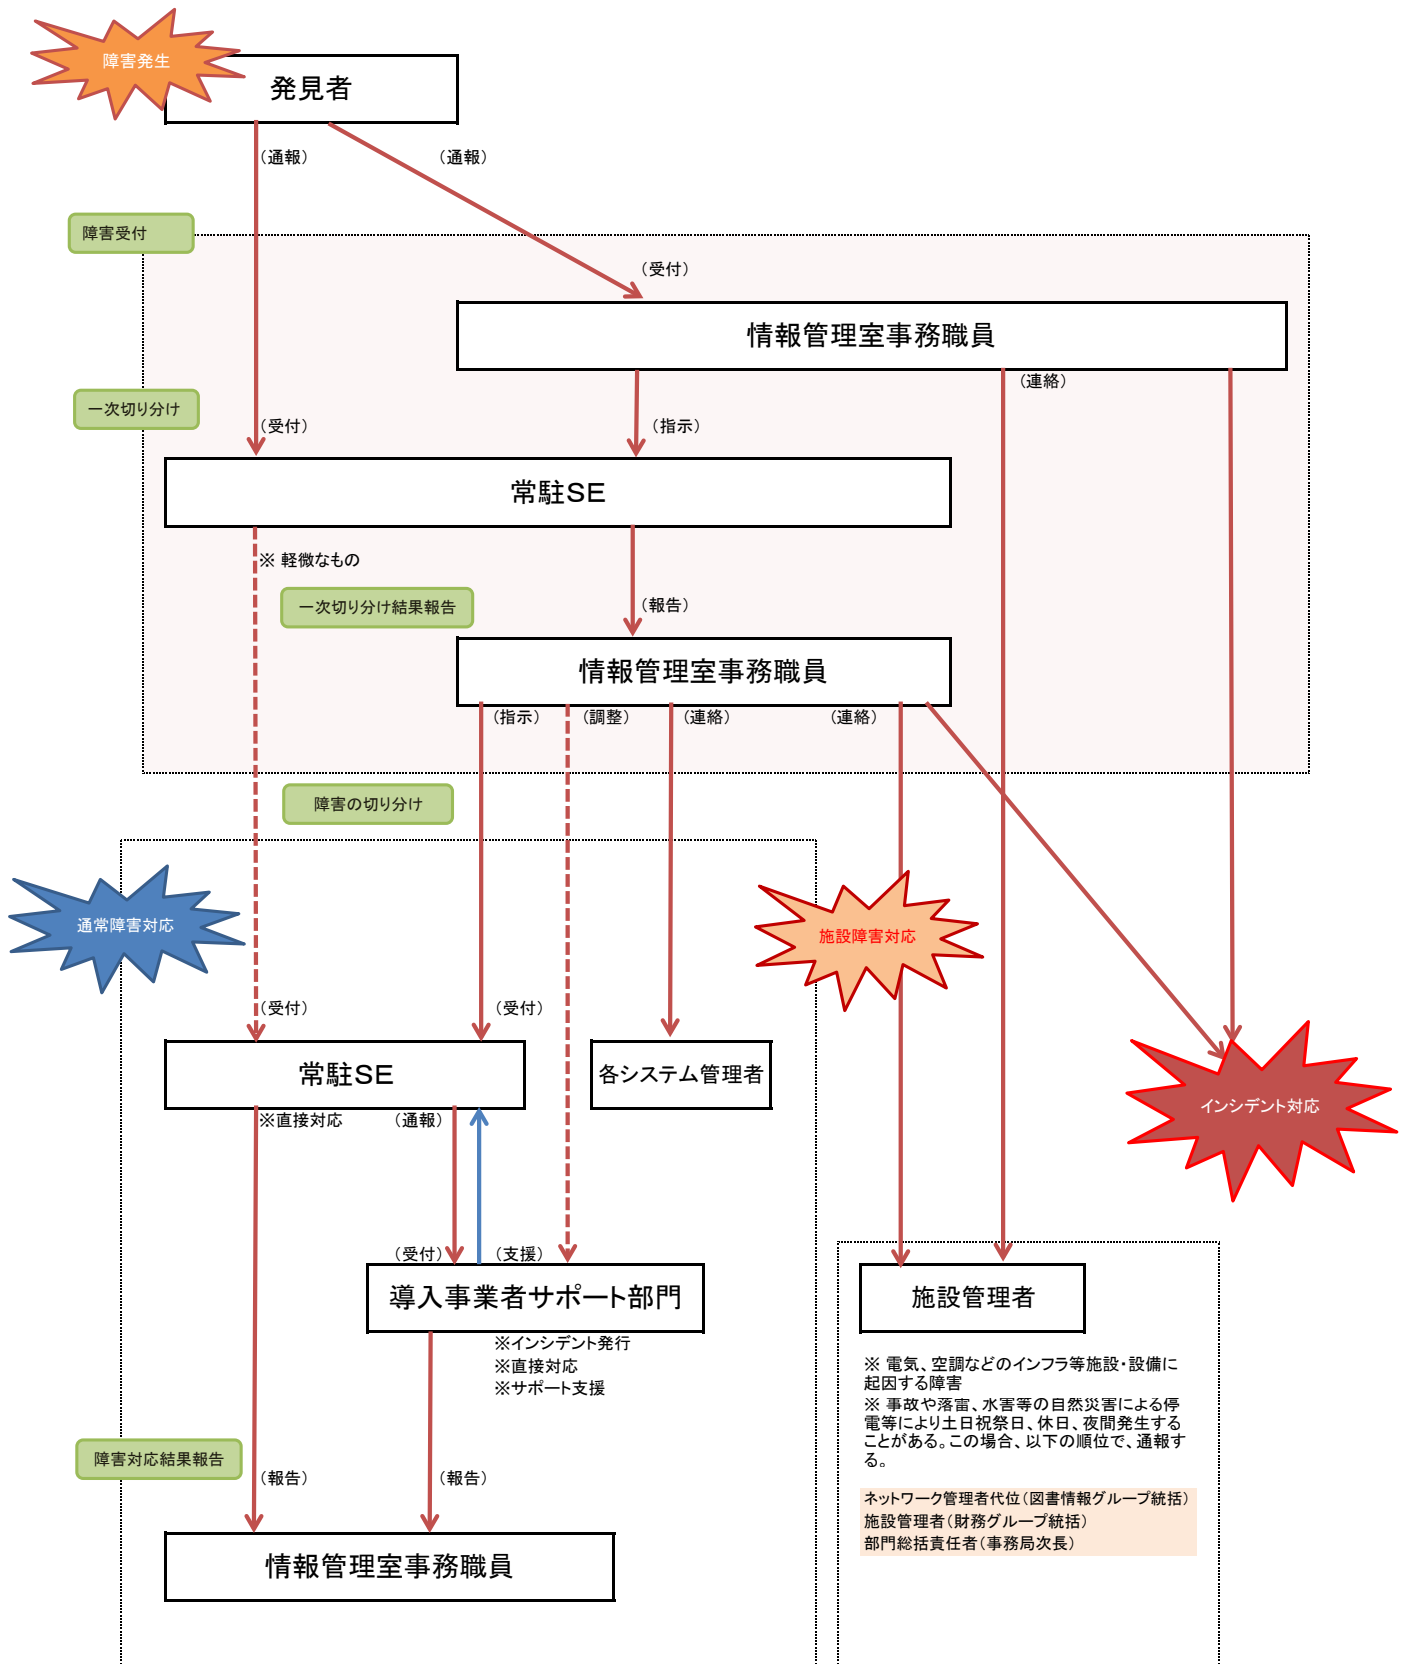 障害発生
発見者
（通報）
（通報）
障害受付
（受付）
情報管理室事務職員
（連絡）
一次切り分け
（受付）
（指示）
常駐SE
※ 軽微なもの
一次切り分け結果報告
（報告）
情報管理室事務職員
（指示）
（調整）
（連絡）
（連絡）
障害の切り分け
通常障害対応
施設障害対応
（受付）
（受付）
常駐SE
各システム管理者
インシデント対応
※直接対応
（通報）
（受付）
（支援）
導入事業者サポート部門
施設管理者
※インシデント発行
※直接対応
※サポート支援
※ 電気、空調などのインフラ等施設・設備に
起因する障害
※ 事故や落雷、水害等の自然災害による停
電等により土日祝祭日、休日、夜間発生する
ことがある。この場合、以下の順位で、通報す
る。
障害対応結果報告
（報告）
（報告）
ネットワーク管理者代位（図書情報グループ統括）
施設管理者（財務グループ統括）
部門総括責任者（事務局次長）
情報管理室事務職員